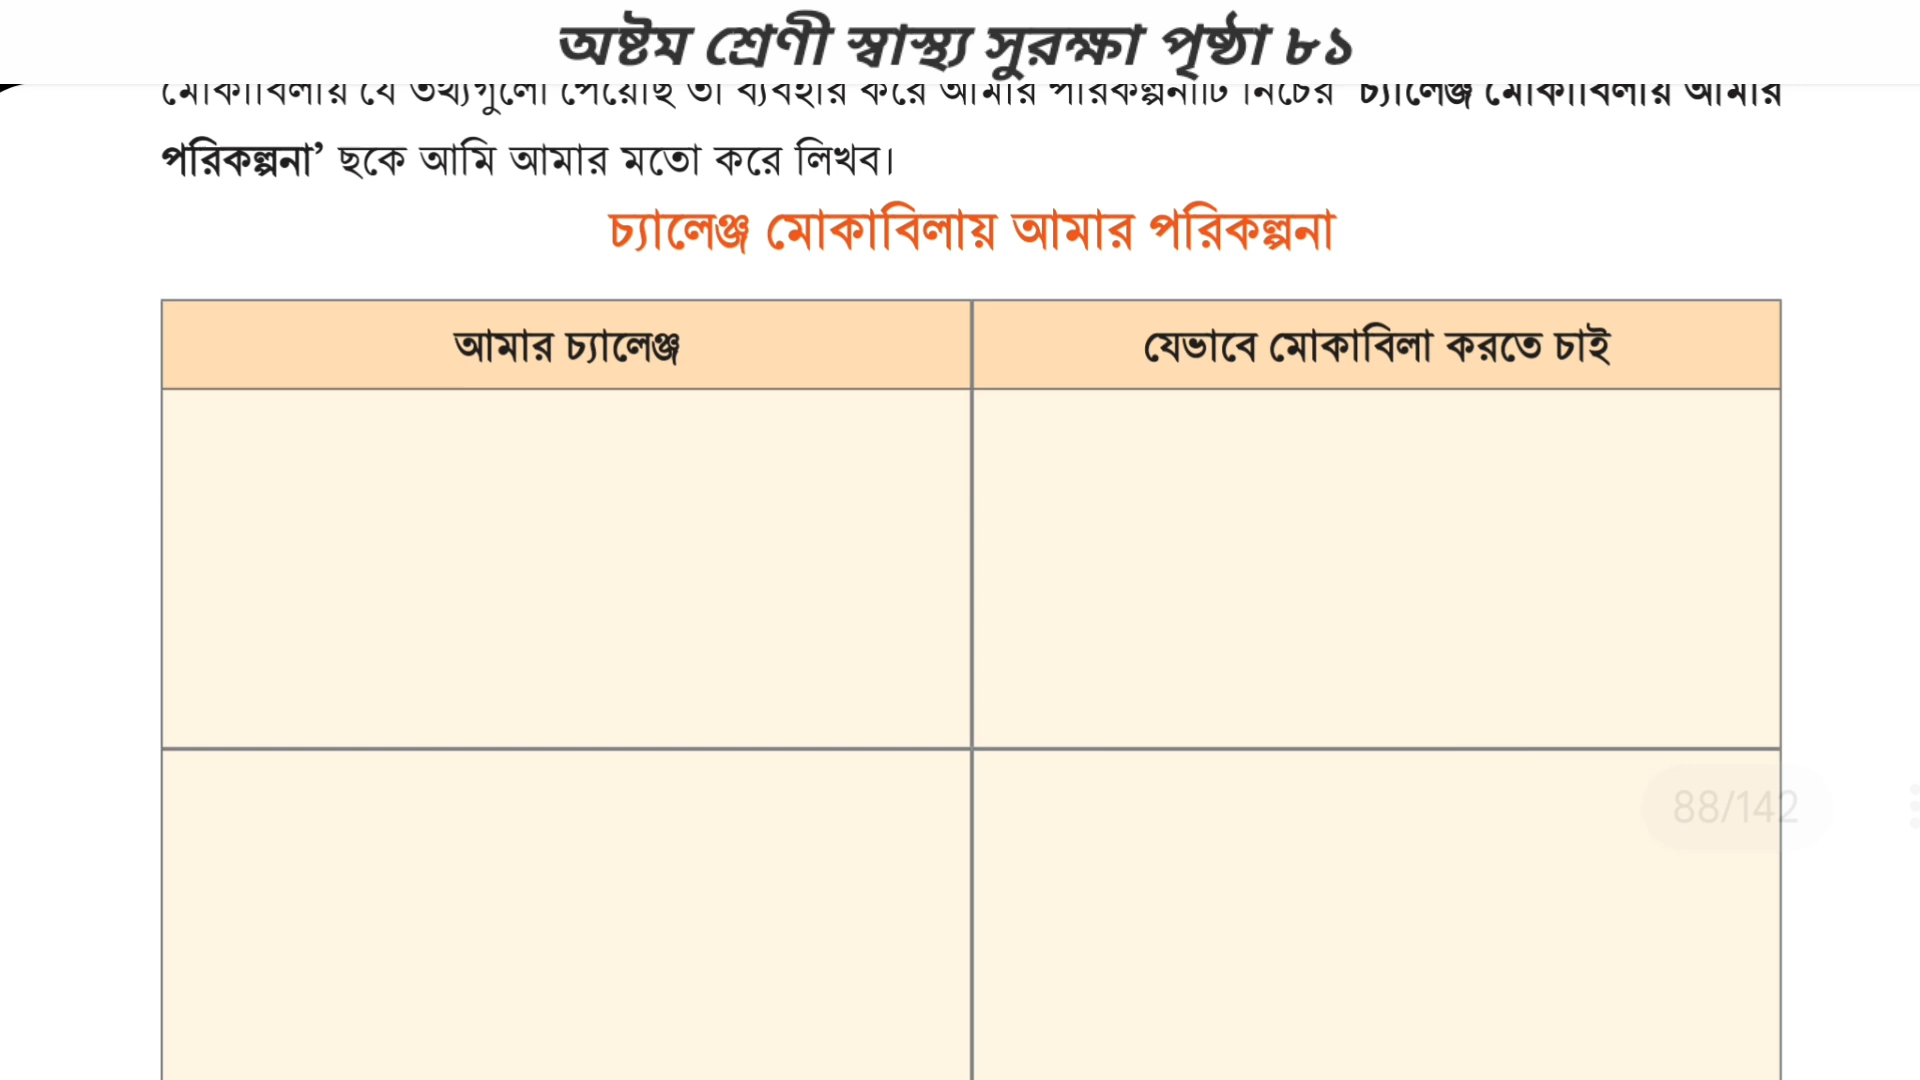 অষ্টম শ্রেণী স্বাস্থ্য সুরক্ষা পৃষ্ঠা ৮১
মোকাবিলায় যে তথ্যগুলো পেয়েছি তা ব্যবহার করে আমার পরিকল্পনাটি নিচের ‘চ্যালেঞ্জ মোকাবিলায় আমার
পরিকল্পনা’ ছকে আমি আমার মতো করে লিখব।
চ্যালেঞ্জ মোকাবিলায় আমার পরিকল্পনা
আমার চ্যালেঞ্জ
যেভাবে মোকাবিলা করতে চাই
88/142